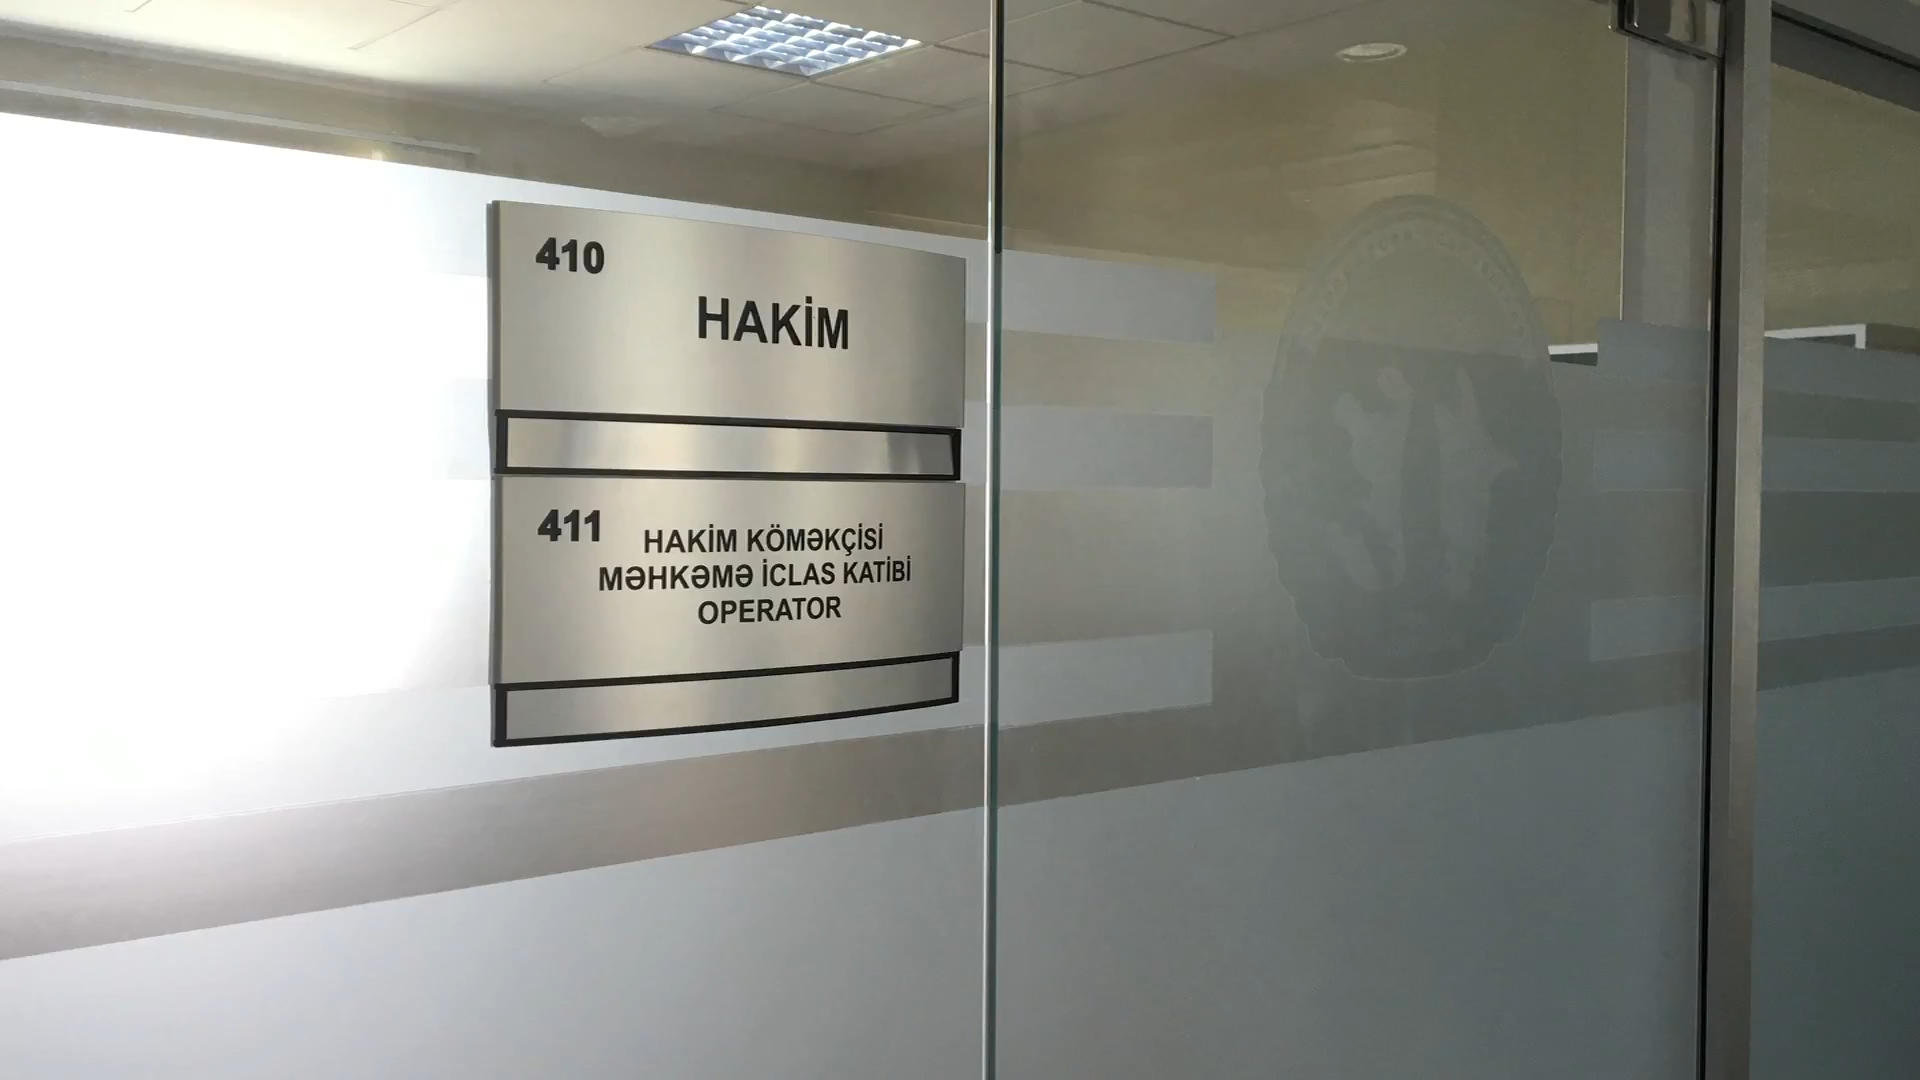 410
HAKİM
411
HAKİM KÖMƏKÇİSİ
MƏHKƏMƏ İCLAS KATİBİ
OPERATOR